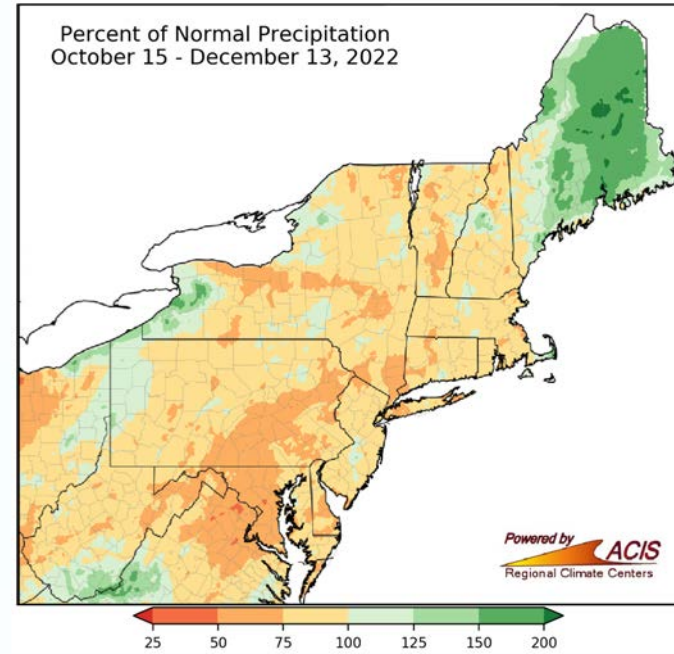 Percent of Normal Precipitation
October 15 - December 13, 2022
Powered by
ACIS
Regional Climate Centers
25 50 75 100 125 150 200